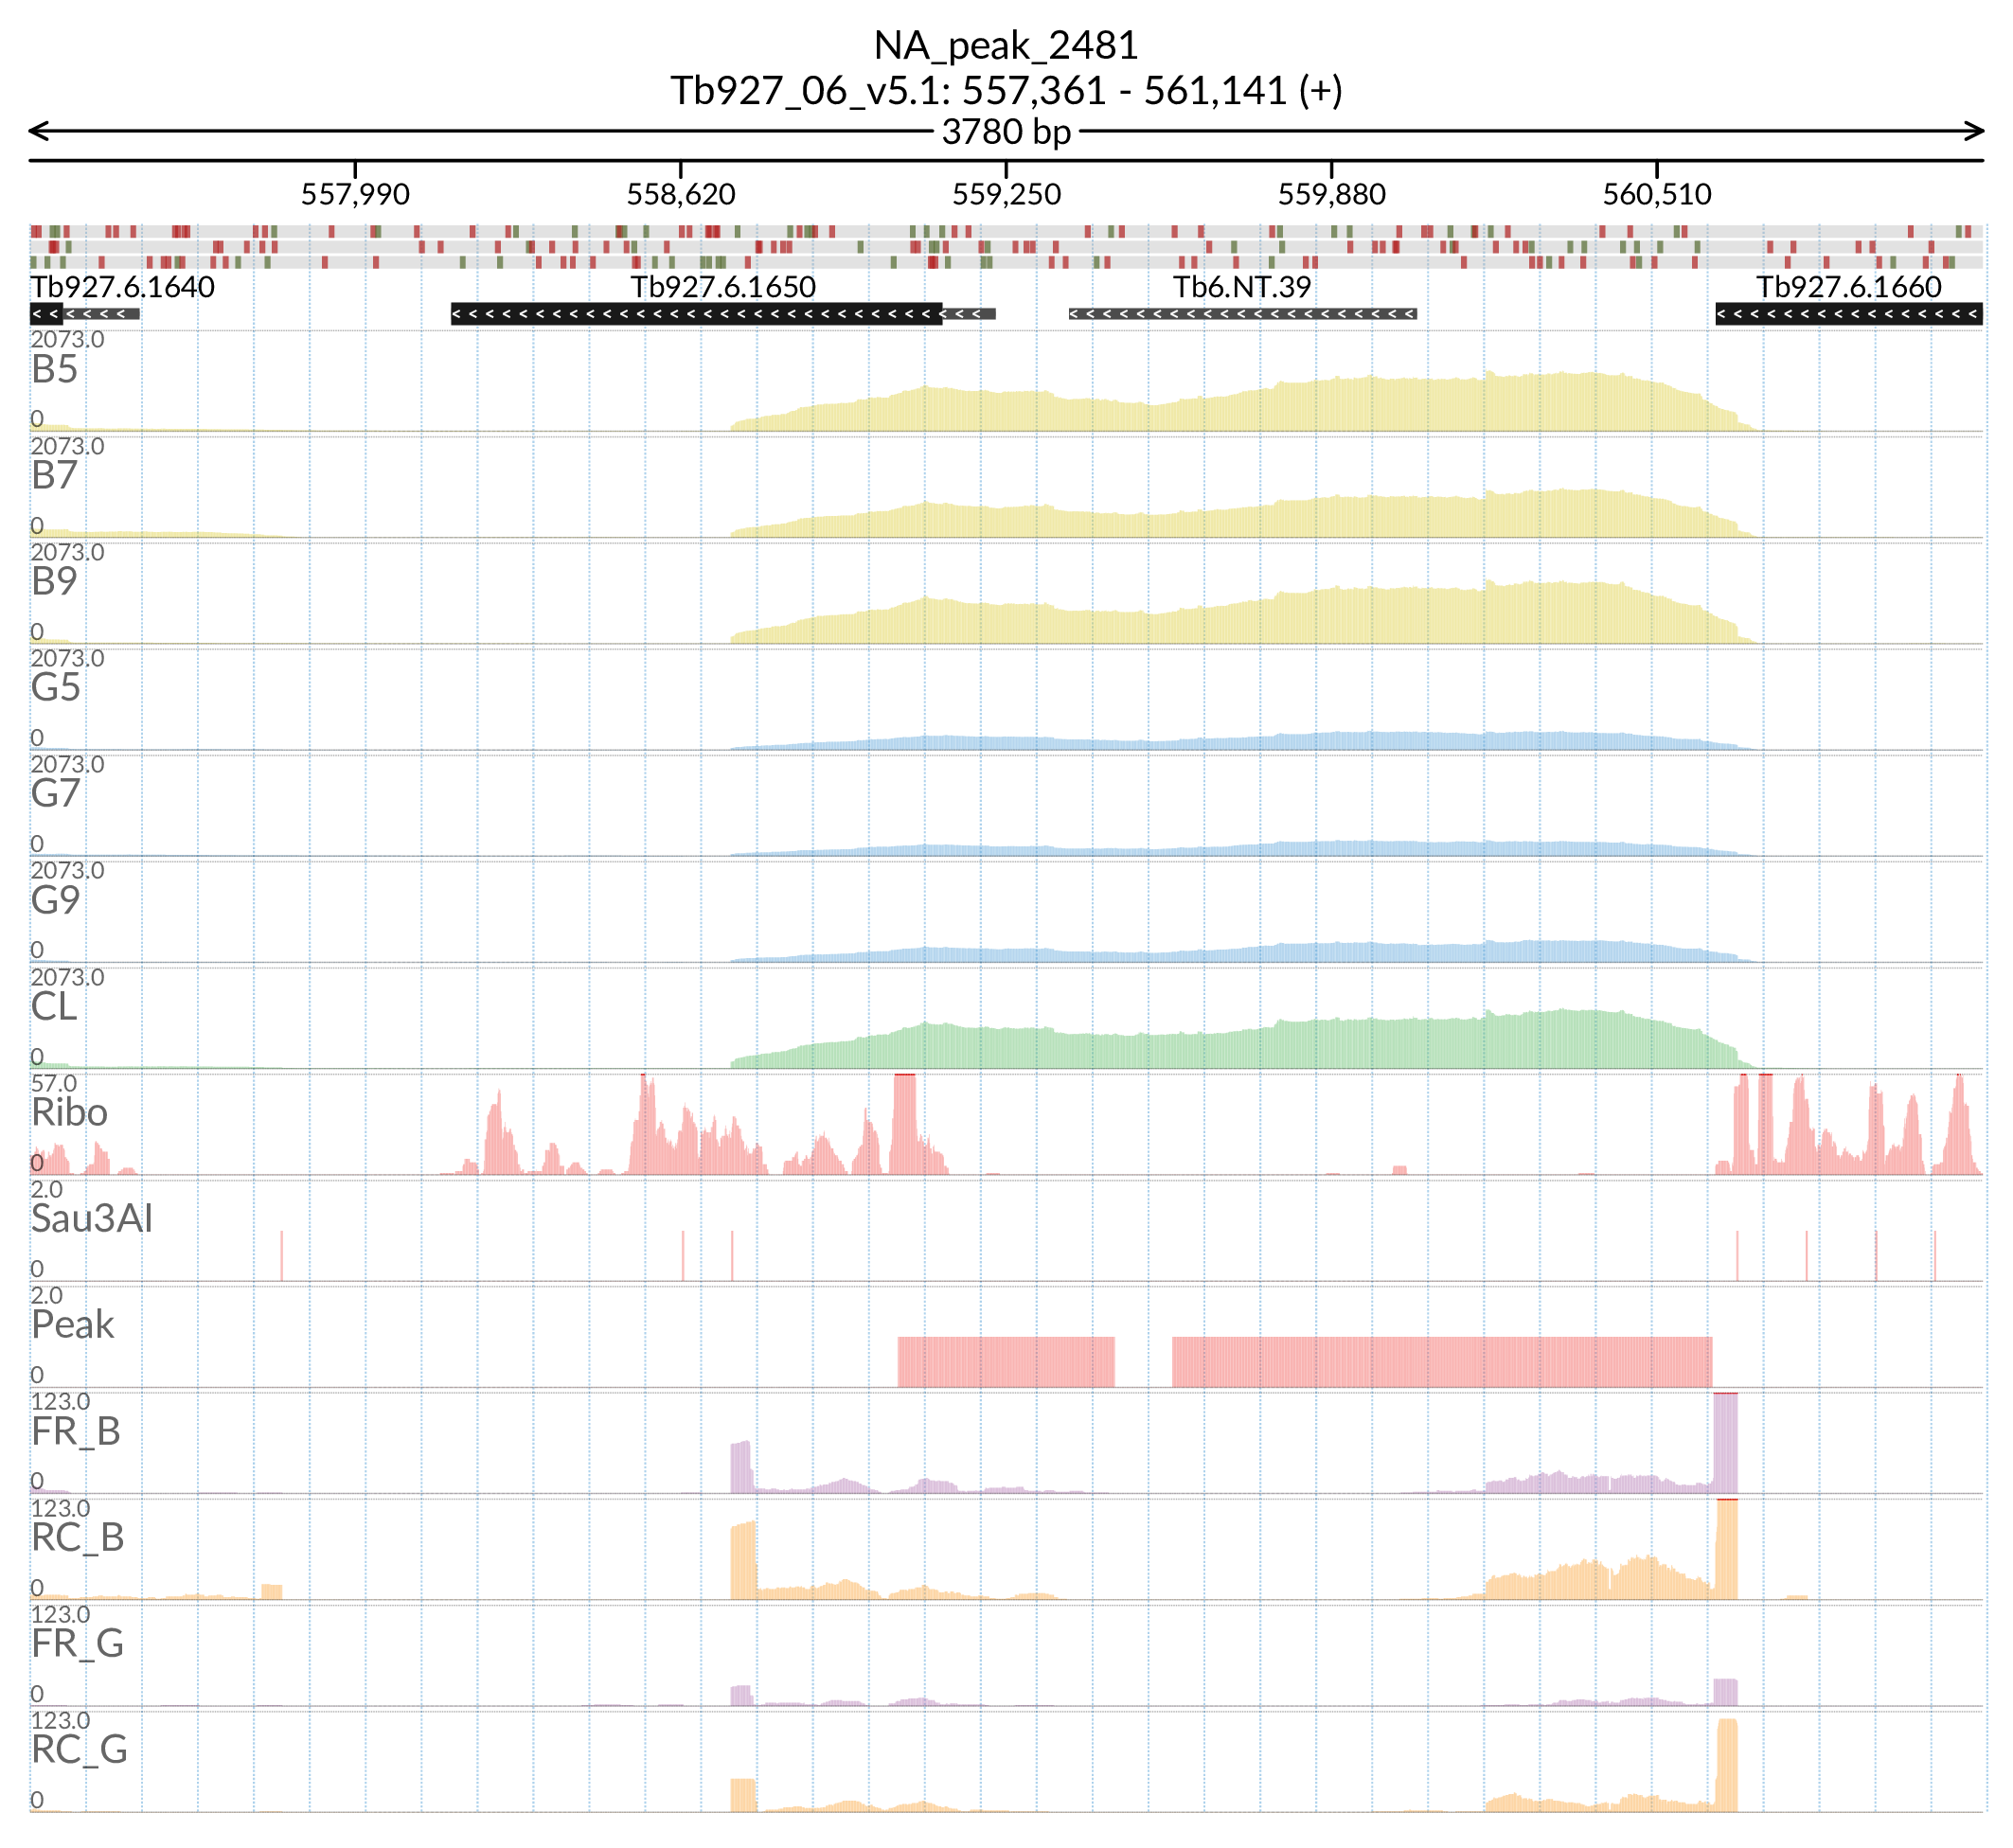 NA_peak_2481
Tb927_06_v5.1: 557,361 - 561,141 (+)
3780 bp
557,990 558,620 559,250 559,880 560,510
Tb927.6.1640 Tb927.6.1650 Tb6.NT.39 Tb927.6.1660
2073.0
B5
0
2073.0
B7
0
2073.0
B9
0
2073.0
G5
0
2073.0
G7
0
2073.0
G9
0
2073.0
CL
0
57.0
Ribo
0
2.0
Sau3AI
0
2.0
Peak
0
123.0
FR_B
0
123.0
RC_B
0
123.0
FR_G
0
123.0
RC_G
0